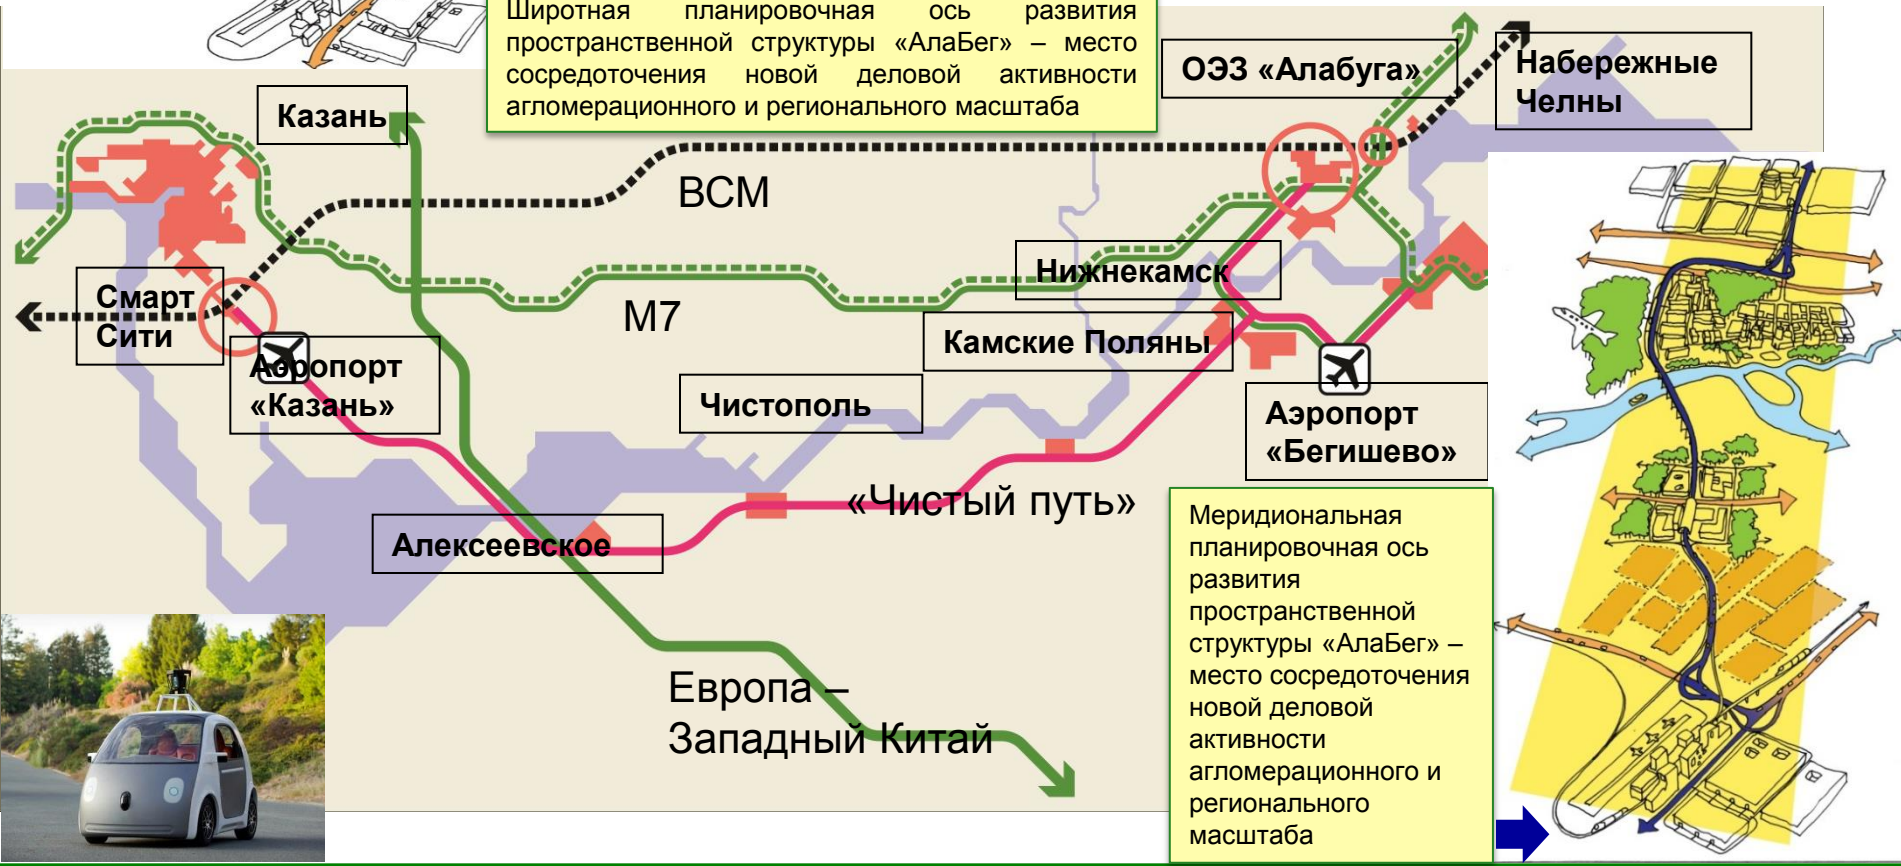 Широтная планировочная ось развития
пространственной структуры «АлаБег» – место
сосредоточения новой деловой активности
агломерационного и регионального масштаба
ОЭЗ «Алабуга»
Набережные
Челны
Казань
ВСМ
Нижнекамск
Смарт
Сити
М7
Камские Поляны
Аэропорт
«Казань»
Чистополь
Аэропорт
«Бегишево»
«Чистый путь»
Алексеевское
Меридиональная
планировочная ось
развития
пространственной
структуры «АлаБег» –
место сосредоточения
новой деловой
активности
агломерационного и
регионального
масштаба
Европа –
Западный Китай